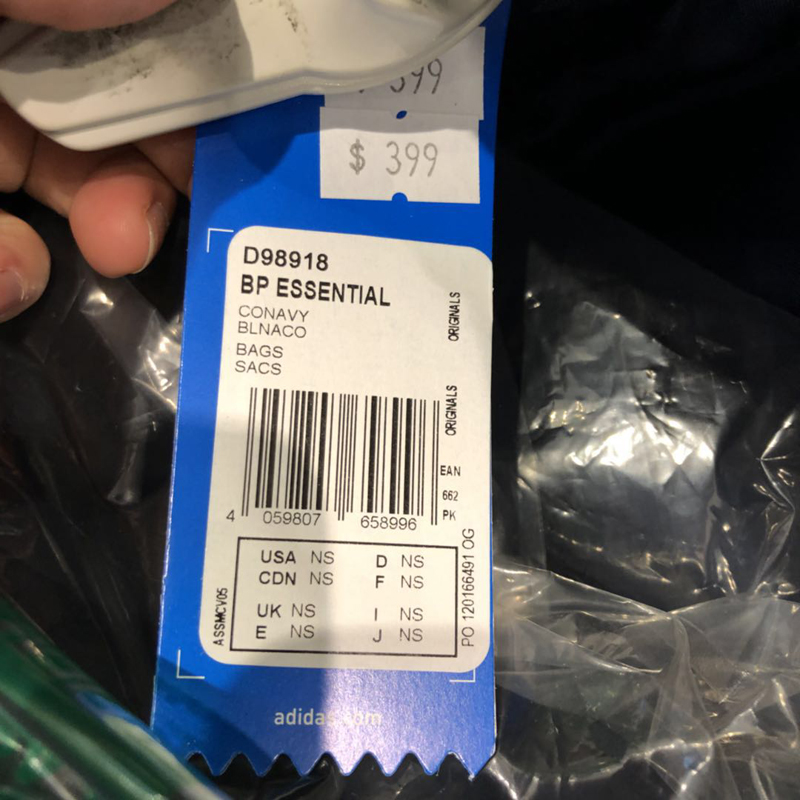 399
$ 399
D98918
BP ESSENTIAL
CONAVY
BLNACO
BAGS
SACS
ORIGINALS
ORIGINALS
EAN
662
PK
4 059807 658996
USA NS D NS
CDN NS F NS
UK NS I NS
E NS J NS
ASSMCV05
PO 120166491 OG
adidas.com